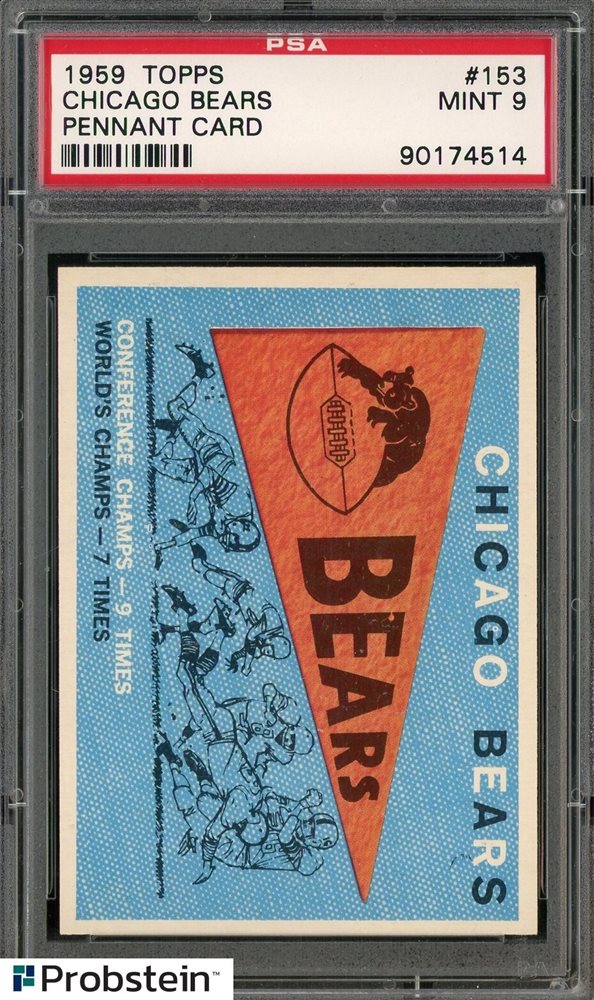 PSA
1959 TOPPS #153
CHICAGO BEARS MINT 9
PENNANT CARD
90174514
CHICAGO BEARS
BEARS
CONFERENCE CHAMPS – 9 TIMES
WORLD'S CHAMPS – 7 TIMES
Probstein™